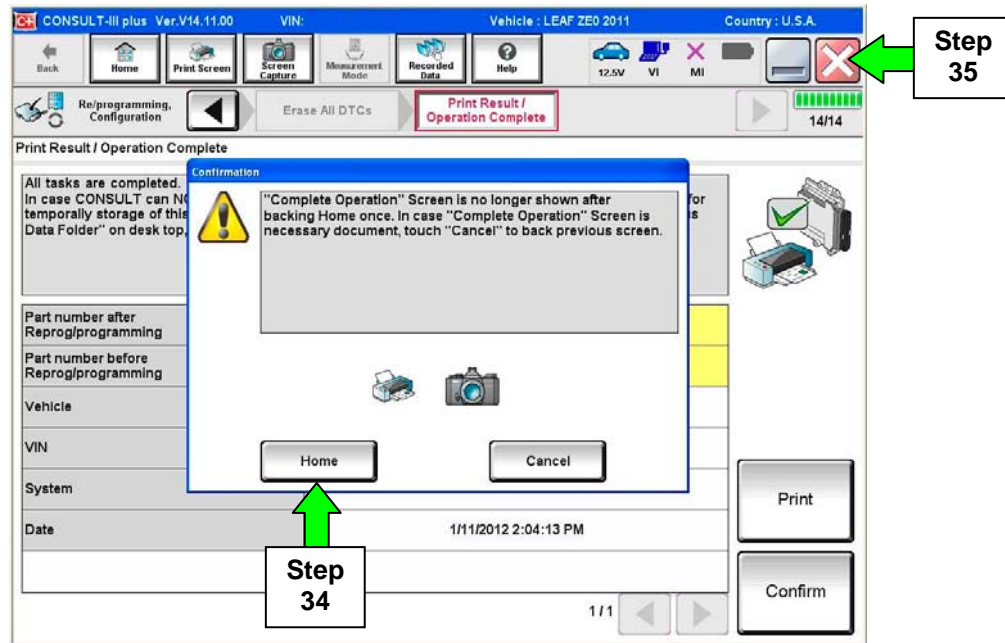 CONSULT-III plus Ver.V14.11.00 VIN: Vehicle : LEAF ZE0 2011 Country : U.S.A.
Back Home Print Screen Screen Capture Measurement Mode Recorded Data Help 12.5V VI MI
Step 35
Re/programming, Configuration Erase All DTCs Print Result / Operation Complete 14/14
Print Result / Operation Complete
Confirmation
All tasks are completed.
In case CONSULT can N for
temporally storage of this s
Data Folder" on desk top,
"Complete Operation" Screen is no longer shown after
backing Home once. In case "Complete Operation" Screen is
necessary document, touch "Cancel" to back previous screen.
Part number after
Reprog/programming
Part number before
Reprog/programming
Vehicle
VIN
Home Cancel
System
Print
Date 1/11/2012 2:04:13 PM
Step
34
Confirm
1/1